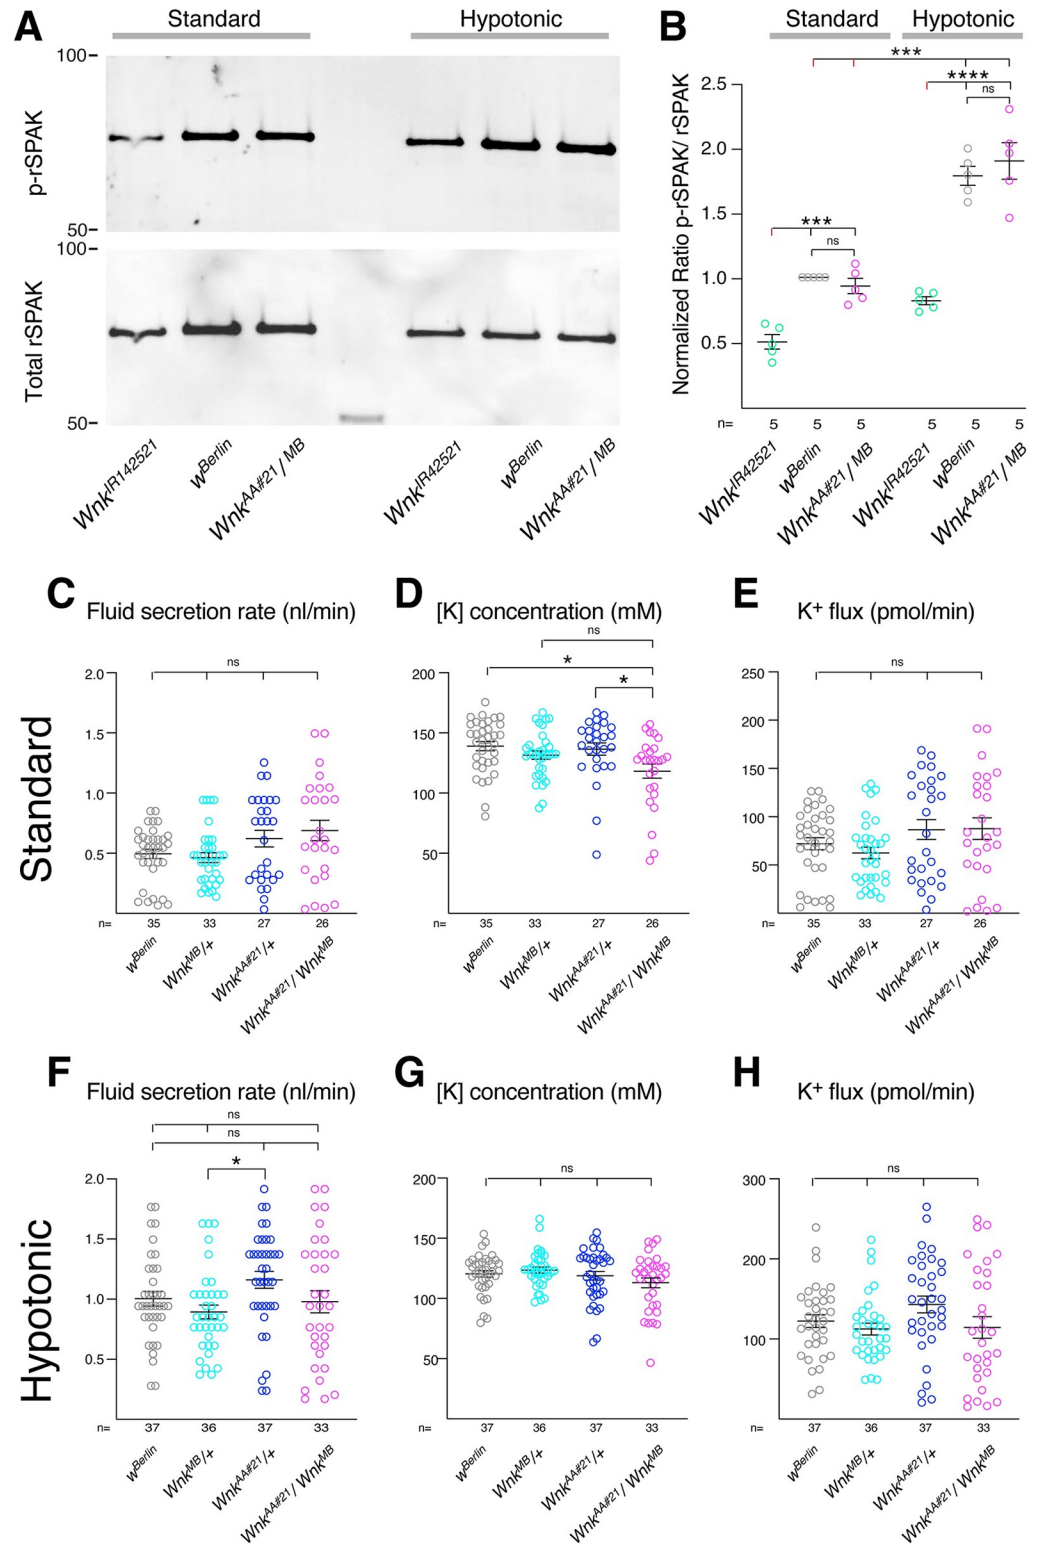 A
Standard
Hypotonic
100
p-rSPAK
50
100
Total rSPAK
50
Wnk^IR142521
w^Berlin
Wnk^AA#21 / MB
Wnk^IR42521
w^Berlin
Wnk^AA#21 / MB
B
Standard
Hypotonic
***
****
ns
***
ns
Normalized Ratio p-rSPAK/ rSPAK
2.5
2.0
1.5
1.0
0.5
n= 5 5 5 5 5 5
Wnk^IR42521
w^Berlin
Wnk^AA#21 / MB
Wnk^IR42521
w^Berlin
Wnk^AA#21 / MB
Standard
C
Fluid secretion rate (nl/min)
ns
2.0
1.5
1.0
0.5
n= 35 33 27 26
w^Berlin
Wnk^MB/+
Wnk^AA#21/+
Wnk^AA#21/ Wnk^MB
D
[K] concentration (mM)
ns
*
*
200
150
100
50
n= 35 33 27 26
w^Berlin
Wnk^MB/+
Wnk^AA#21/+
Wnk^AA#21/ Wnk^MB
E
K+ flux (pmol/min)
ns
250
200
150
100
50
n= 35 33 27 26
w^Berlin
Wnk^MB/+
Wnk^AA#21/+
Wnk^AA#21/ Wnk^MB
Hypotonic
F
Fluid secretion rate (nl/min)
ns
ns
*
2.0
1.5
1.0
0.5
n= 37 36 37 33
w^Berlin
Wnk^MB/+
Wnk^AA#21/+
Wnk^AA#21/ Wnk^MB
G
[K] concentration (mM)
ns
200
150
100
50
n= 37 36 37 33
w^Berlin
Wnk^MB/+
Wnk^AA#21/+
Wnk^AA#21/ Wnk^MB
H
K+ flux (pmol/min)
ns
300
200
100
n= 37 36 37 33
w^Berlin
Wnk^MB/+
Wnk^AA#21/+
Wnk^AA#21/ Wnk^MB